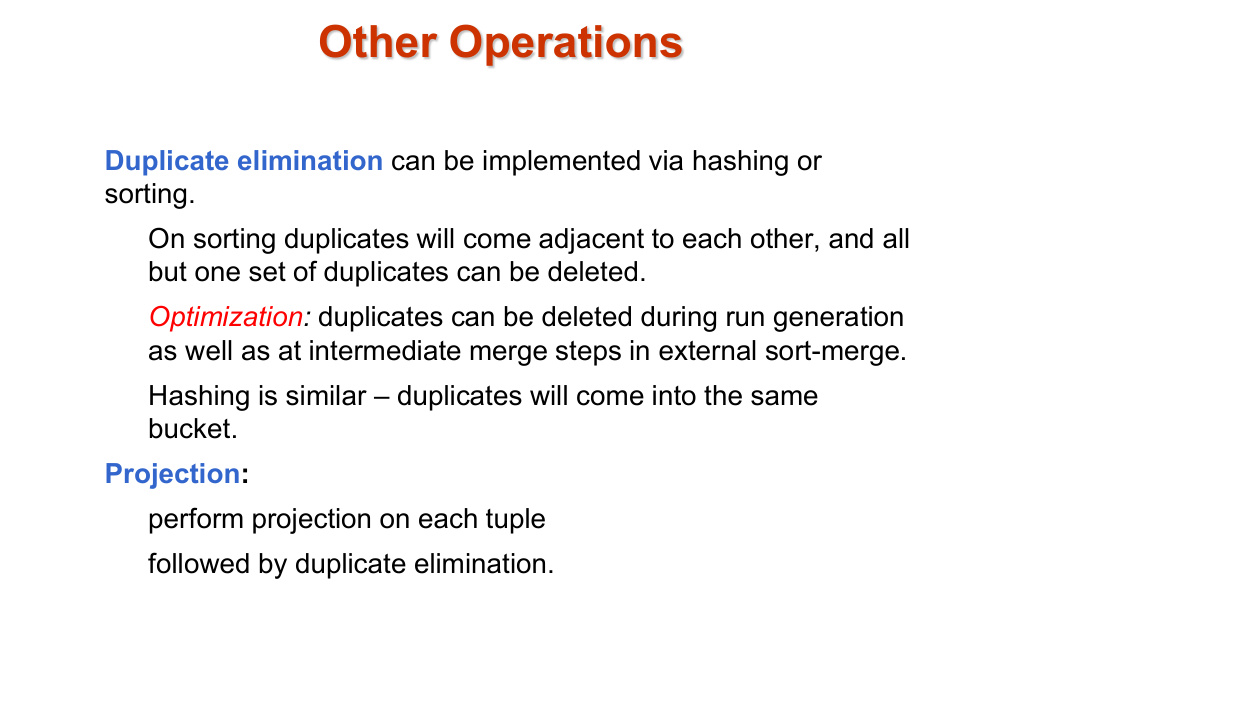 Other Operations
Duplicate elimination can be implemented via hashing or
sorting.
On sorting duplicates will come adjacent to each other, and all
but one set of duplicates can be deleted.
Optimization: duplicates can be deleted during run generation
as well as at intermediate merge steps in external sort-merge.
Hashing is similar – duplicates will come into the same
bucket.
Projection:
perform projection on each tuple
followed by duplicate elimination.